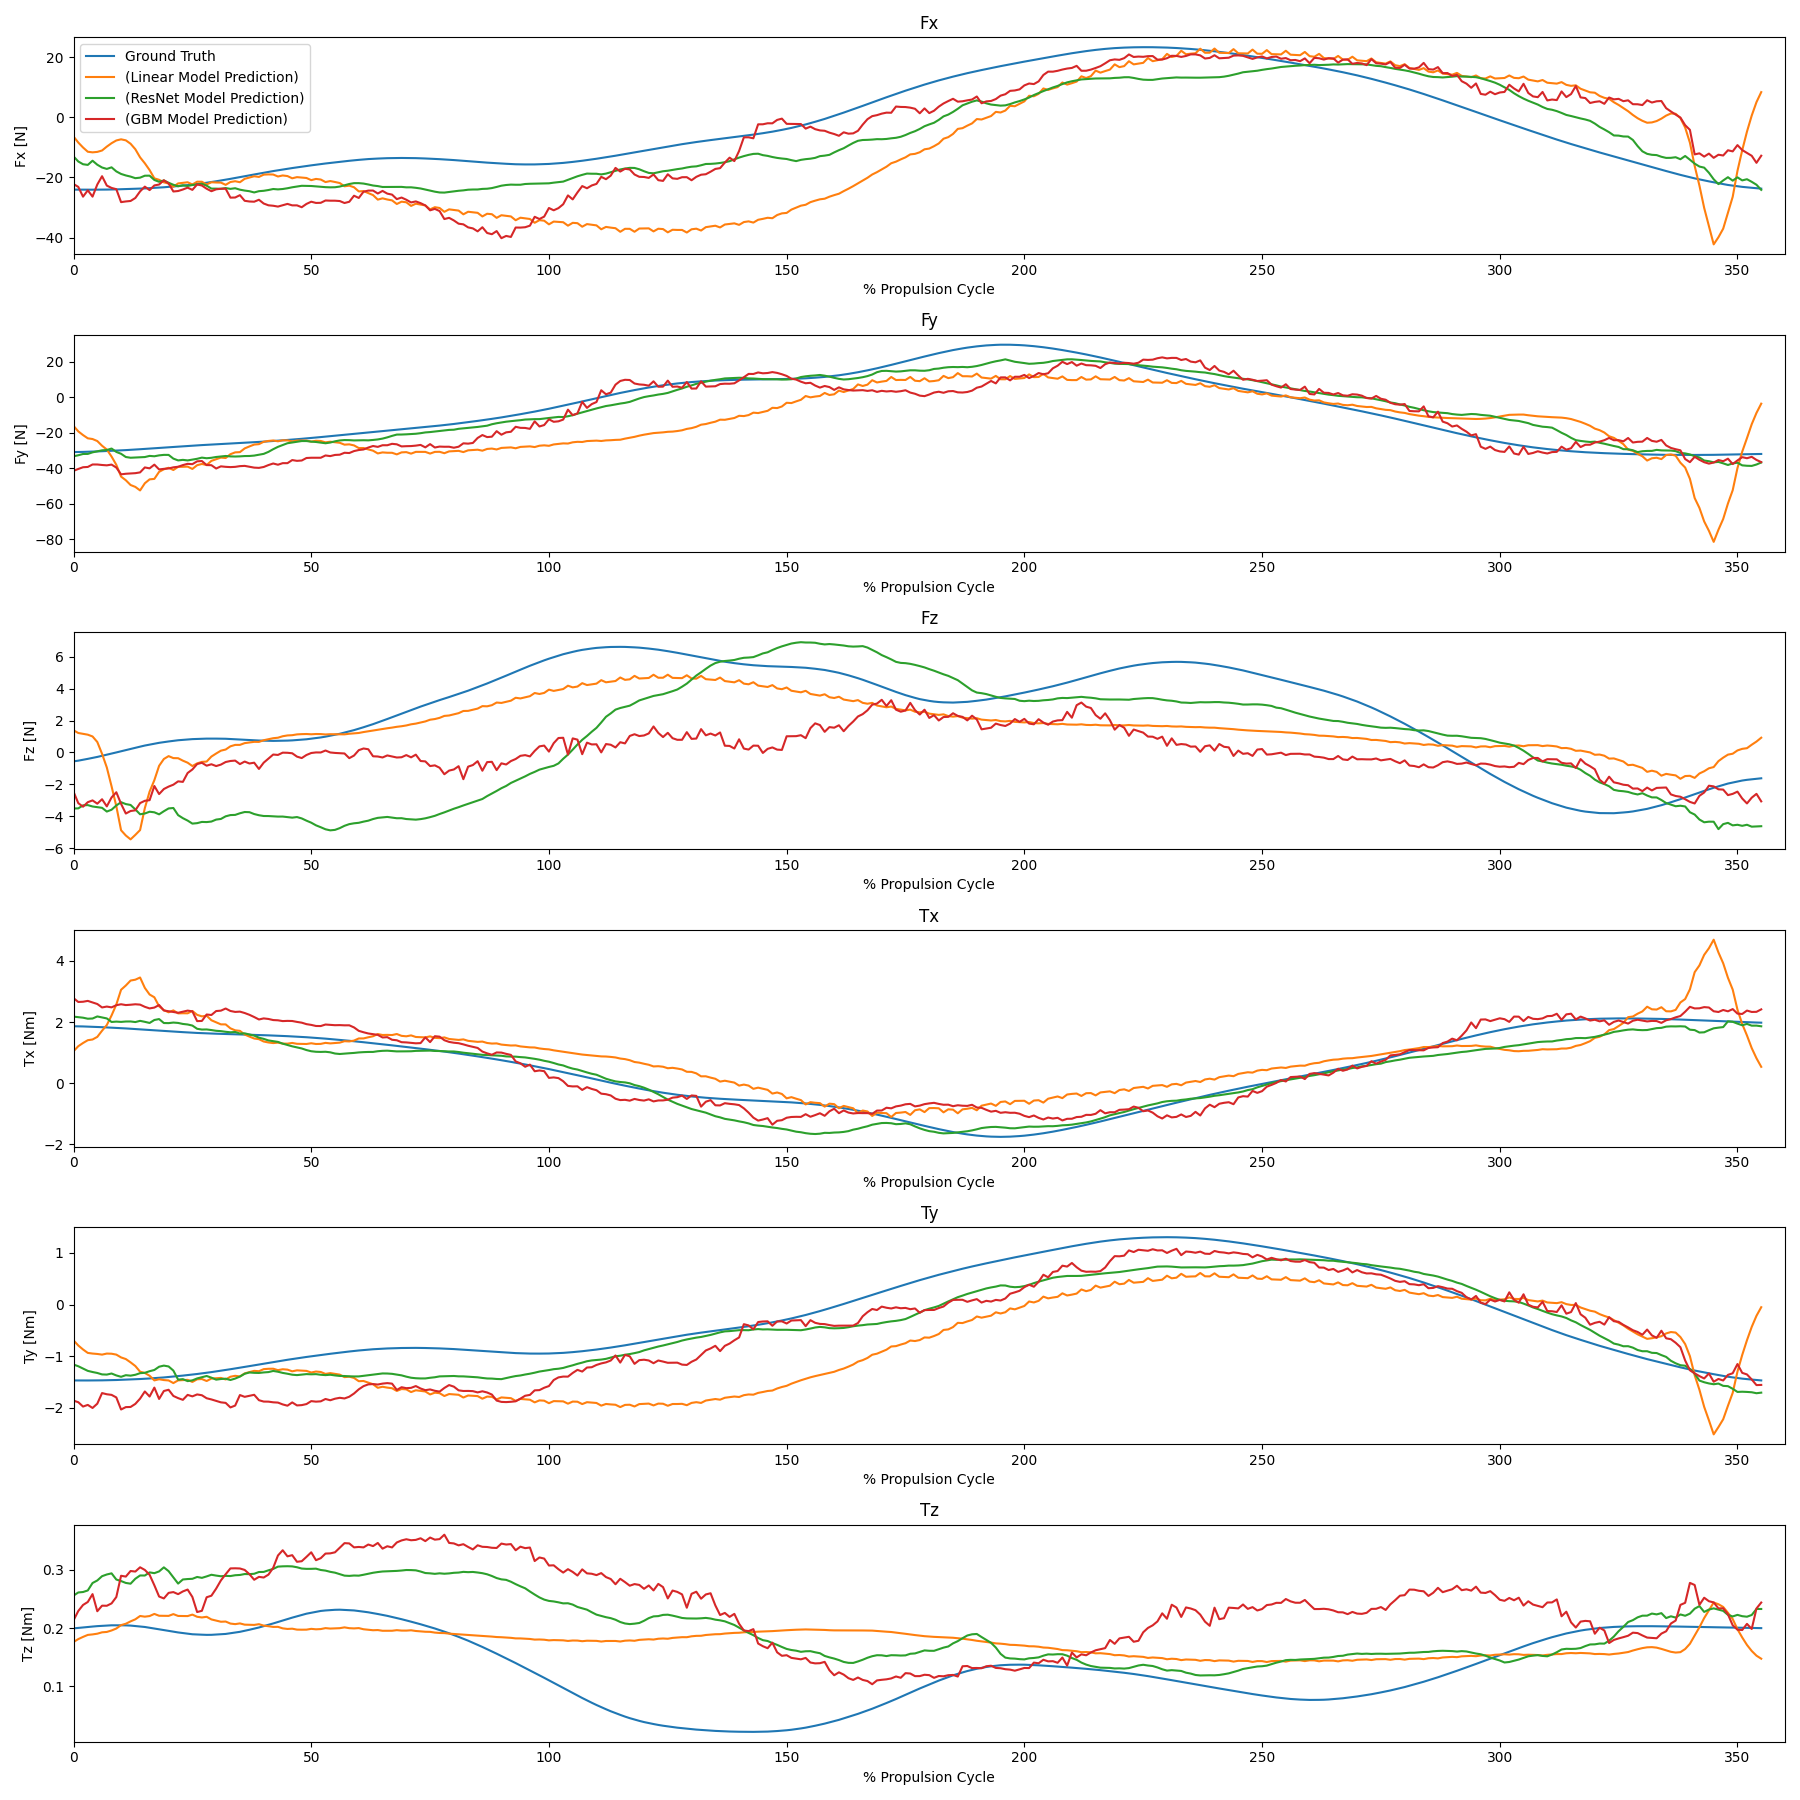 Fx
Fx [N]
20
0
−20
−40
Ground Truth
(Linear Model Prediction)
(ResNet Model Prediction)
(GBM Model Prediction)
0 50 100 150 200 250 300 350
% Propulsion Cycle
Fy
Fy [N]
20
0
−20
−40
−60
−80
0 50 100 150 200 250 300 350
% Propulsion Cycle
Fz
Fz [N]
6
4
2
0
−2
−4
−6
0 50 100 150 200 250 300 350
% Propulsion Cycle
Tx
Tx [Nm]
4
2
0
−2
0 50 100 150 200 250 300 350
% Propulsion Cycle
Ty
Ty [Nm]
1
0
−1
−2
0 50 100 150 200 250 300 350
% Propulsion Cycle
Tz
Tz [Nm]
0.3
0.2
0.1
0 50 100 150 200 250 300 350
% Propulsion Cycle